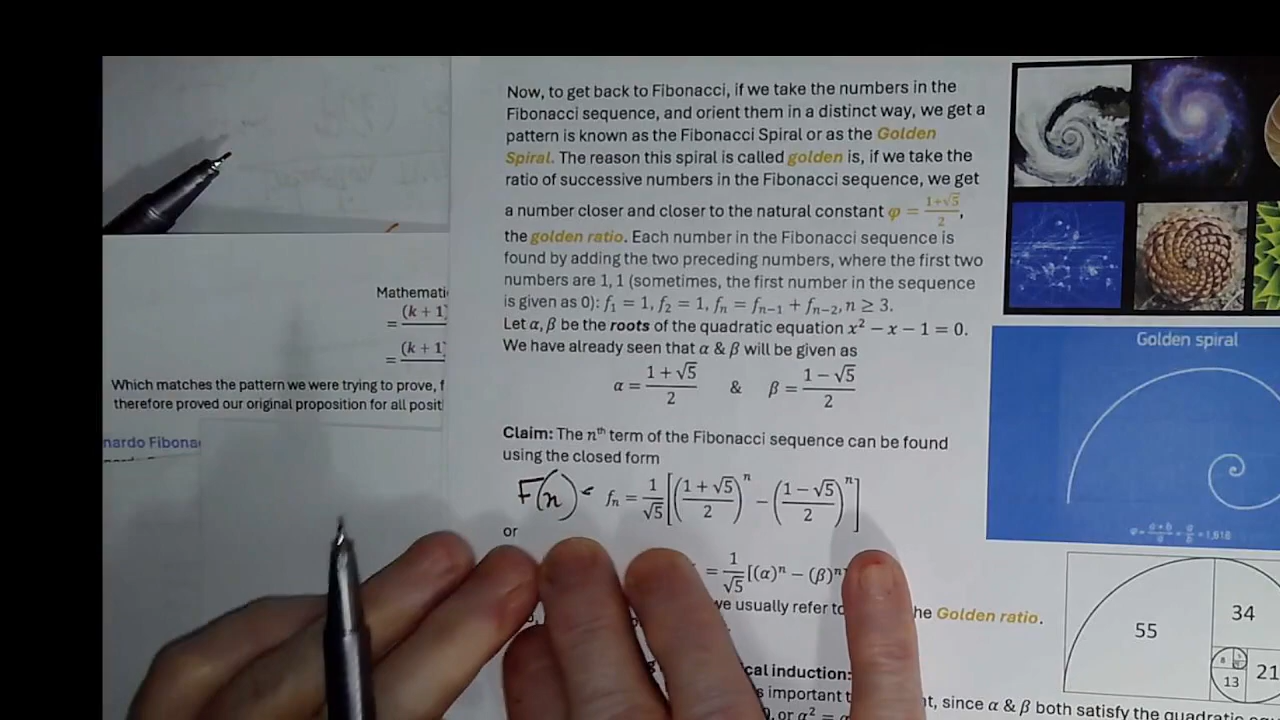 Now, to get back to Fibonacci, if we take the numbers in the
Fibonacci sequence, and orient them in a distinct way, we get a
pattern is known as the Fibonacci Spiral or as the Golden
Spiral. The reason this spiral is called golden is, if we take the
ratio of successive numbers in the Fibonacci sequence, we get
a number closer and closer to the natural constant φ = (1+√5)/2,
the golden ratio. Each number in the Fibonacci sequence is
found by adding the two preceding numbers, where the first two
numbers are 1, 1 (sometimes, the first number in the sequence
is given as 0): f₁ = 1, f₂ = 1, fₙ = fₙ₋₁ + fₙ₋₂, n ≥ 3.
Let α, β be the roots of the quadratic equation x² − x − 1 = 0.
We have already seen that α & β will be given as
α = (1 + √5)/2 & β = (1 − √5)/2
Claim: The nᵗʰ term of the Fibonacci sequence can be found
using the closed form
F(n) fₙ = 1/√5 [((1 + √5)/2)ⁿ − ((1 − √5)/2)ⁿ]
or
= 1/√5 [(α)ⁿ − (β)ⁿ
we usually refer to he Golden ratio.
cal induction:
s important t t, since α & β both satisfy the quadratic
or α² =
Mathemati
= (k + 1)
= (k + 1)
Which matches the pattern we were trying to prove, f
therefore proved our original proposition for all posit
nardo Fibona
Golden spiral
φ = (a+b)/a = a/b = 1,618
55
34
8
13
21